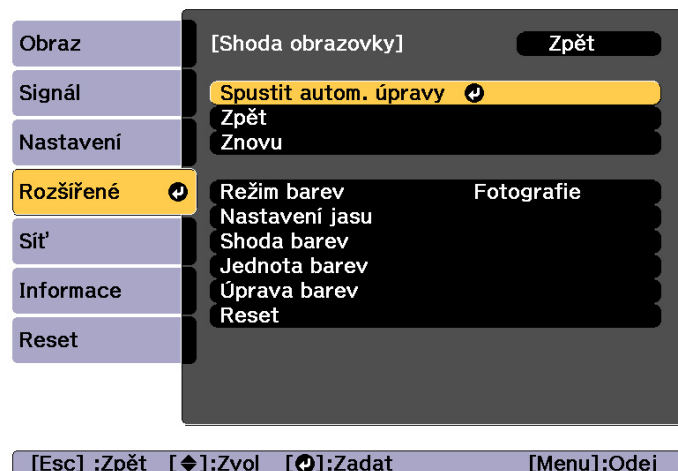 Obraz
Signál
Nastavení
Rozšířené
Síť
Informace
Reset
[Shoda obrazovky] Zpět
Spustit autom. úpravy
Zpět
Znovu
Režim barev Fotografie
Nastavení jasu
Shoda barev
Jednota barev
Úprava barev
Reset
[Esc] :Zpět [◆]:Zvol [↵]:Zadat [Menu]:Odej